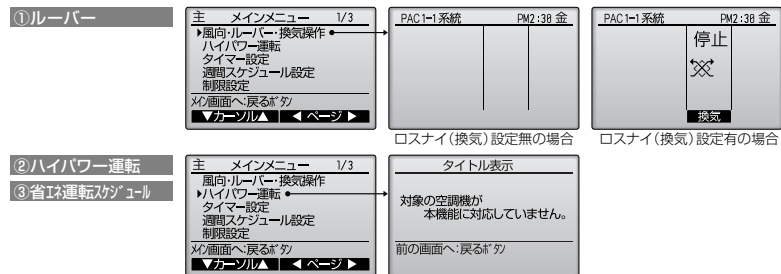 ①ルーバー
主 メインメニュー 1/3
▶風向・ルーバー・換気操作
ハイパワー運転
タイマー設定
週間スケジュール設定
制限設定
メイン画面へ:戻るボタン
▼カーソル▲ ◀ ページ ▶
PAC1-1系統 PM2:38 金
ロスナイ(換気)設定無の場合
PAC1-1系統 PM2:38 金
停止
換気
ロスナイ(換気)設定有の場合
②ハイパワー運転
③省エネ運転スケジュール
主 メインメニュー 1/3
風向・ルーバー・換気操作
▶ハイパワー運転
タイマー設定
週間スケジュール設定
制限設定
メイン画面へ:戻るボタン
▼カーソル▲ ◀ ページ ▶
タイトル表示
対象の空調機が
本機能に対応していません。
前の画面へ:戻るボタン